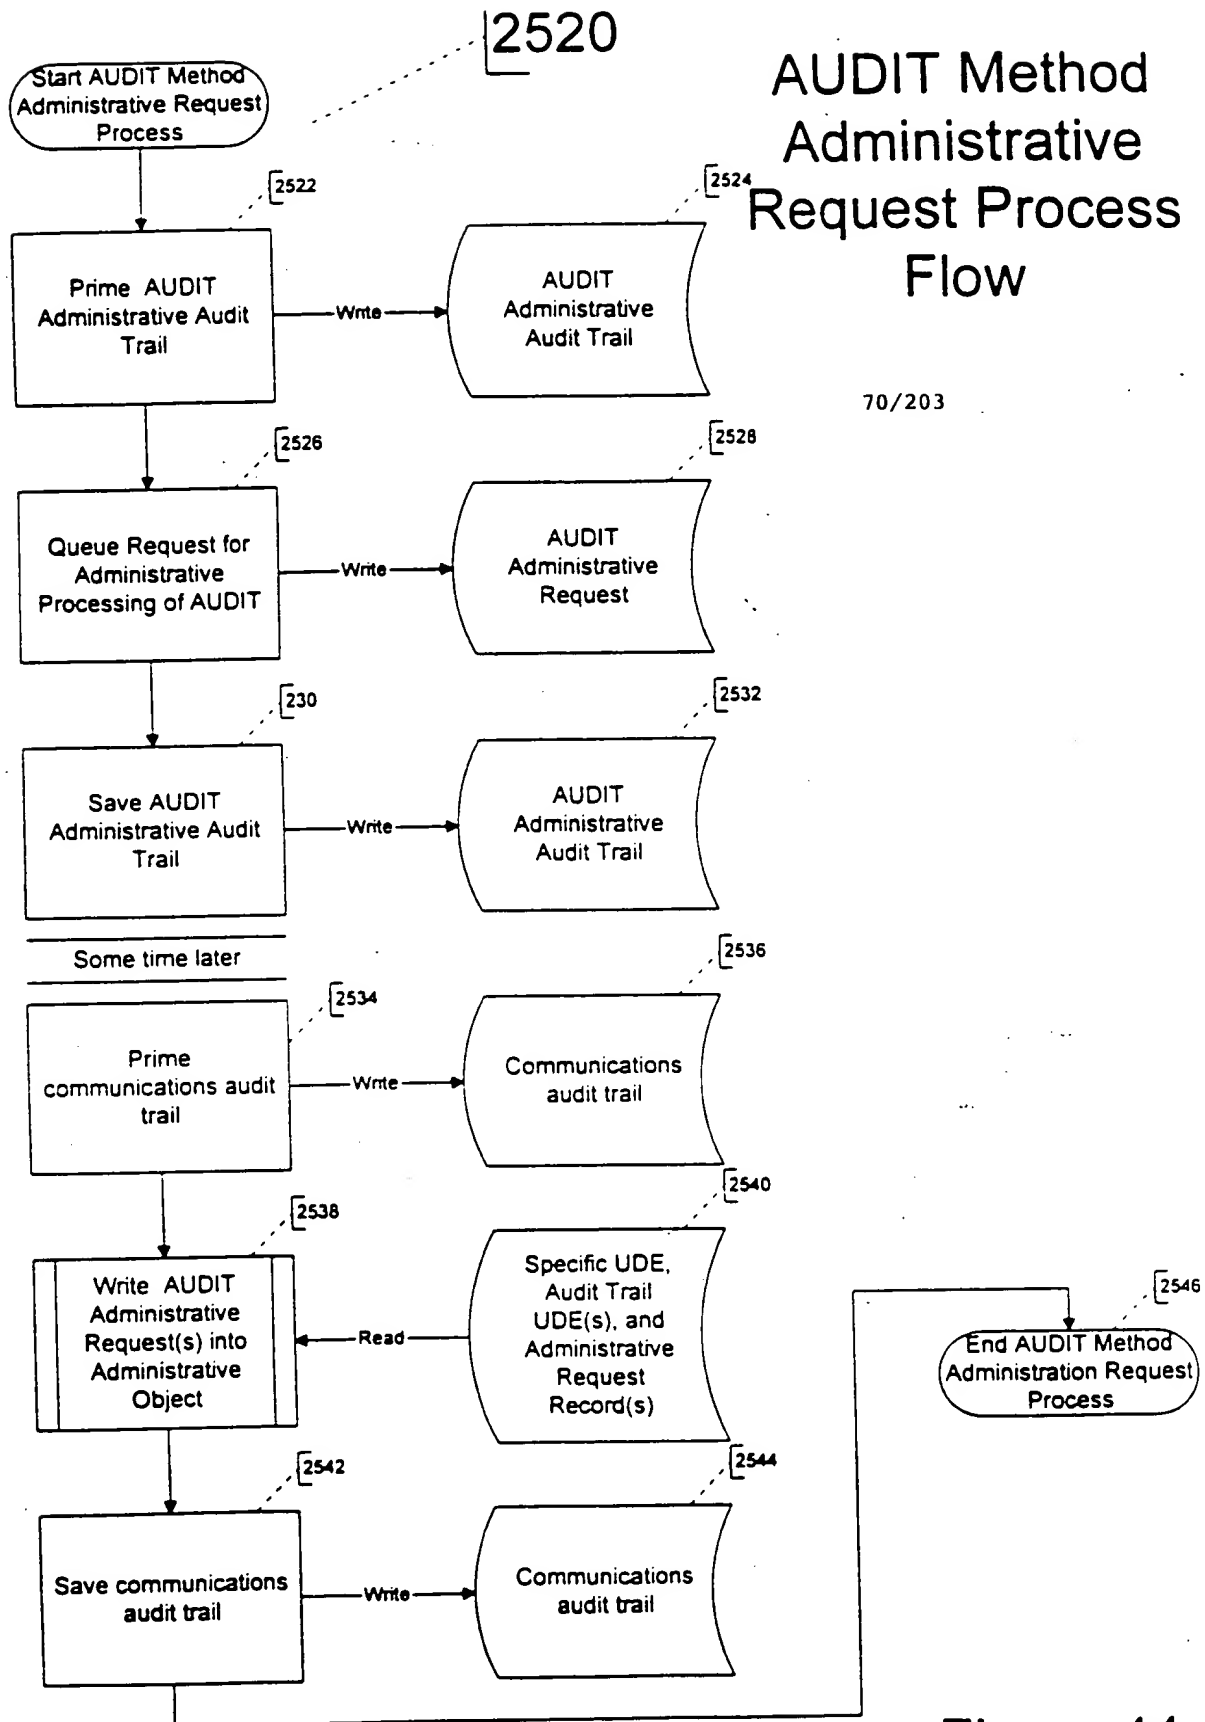 2520
AUDIT Method
Administrative
Request Process
Flow
70/203
Start AUDIT Method
Administrative Request
Process
2522
Prime AUDIT
Administrative Audit
Trail
Write
2524
AUDIT
Administrative
Audit Trail
2526
Queue Request for
Administrative
Processing of AUDIT
Write
2528
AUDIT
Administrative
Request
230
Save AUDIT
Administrative Audit
Trail
Write
2532
AUDIT
Administrative
Audit Trail
Some time later
2534
Prime
communications audit
trail
Write
2536
Communications
audit trail
2538
Write AUDIT
Administrative
Request(s) into
Administrative
Object
Read
2540
Specific UDE,
Audit Trail
UDE(s), and
Administrative
Request
Record(s)
2542
Save communications
audit trail
Write
2544
Communications
audit trail
2546
End AUDIT Method
Administration Request
Process